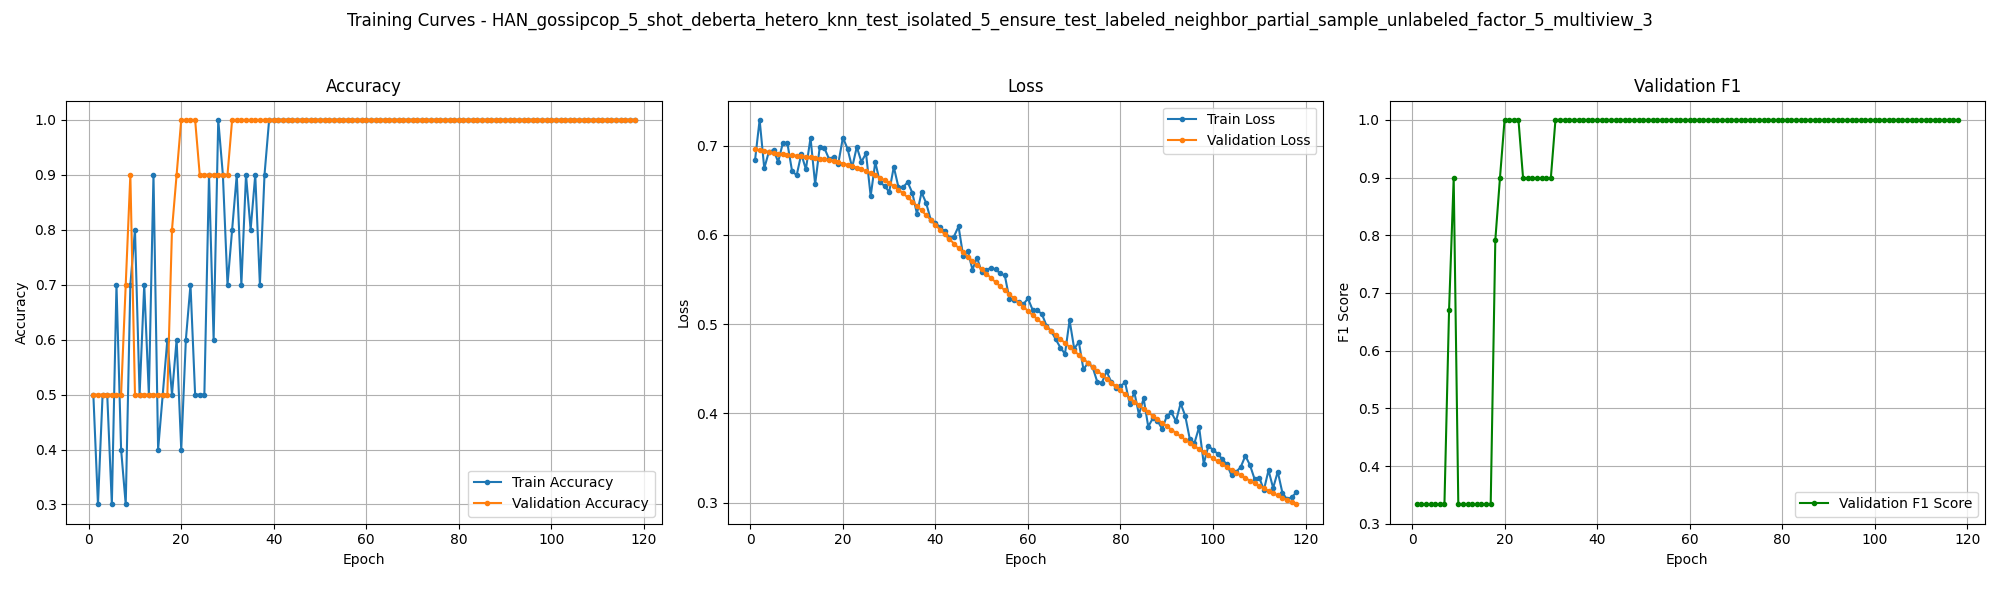 Training Curves - HAN_gossipcop_5_shot_deberta_hetero_knn_test_isolated_5_ensure_test_labeled_neighbor_partial_sample_unlabeled_factor_5_multiview_3
Accuracy
1.0
0.9
0.8
0.7
0.6
0.5
0.4
0.3
Accuracy
Train Accuracy
Validation Accuracy
0 20 40 60 80 100 120
Epoch
Loss
0.7
0.6
0.5
0.4
0.3
Loss
Train Loss
Validation Loss
0 20 40 60 80 100 120
Epoch
Validation F1
1.0
0.9
0.8
0.7
0.6
0.5
0.4
0.3
F1 Score
Validation F1 Score
0 20 40 60 80 100 120
Epoch